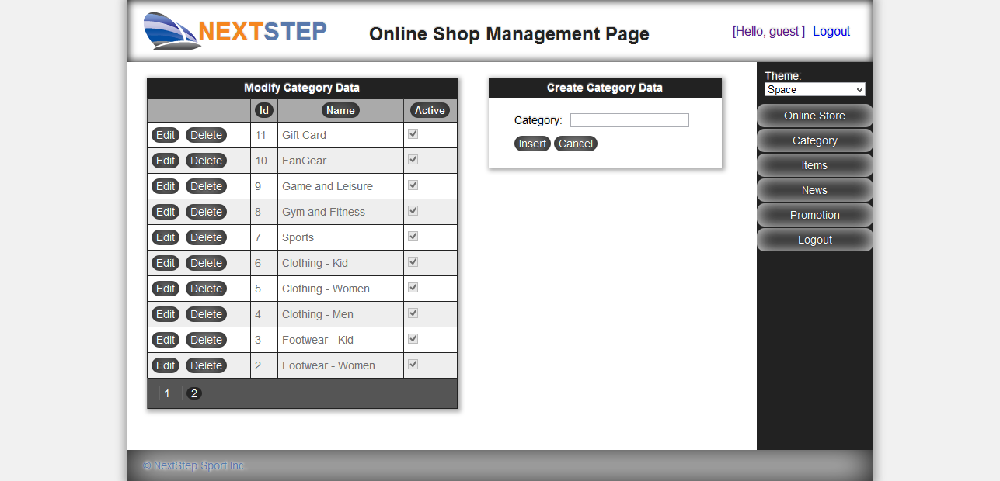 NEXTSTEP
Online Shop Management Page
[Hello, guest ] Logout
Modify Category Data
Id Name Active
Edit Delete 11 Gift Card
Edit Delete 10 FanGear
Edit Delete 9 Game and Leisure
Edit Delete 8 Gym and Fitness
Edit Delete 7 Sports
Edit Delete 6 Clothing - Kid
Edit Delete 5 Clothing - Women
Edit Delete 4 Clothing - Men
Edit Delete 3 Footwear - Kid
Edit Delete 2 Footwear - Women
1 2
Create Category Data
Category:
Insert Cancel
Theme:
Space
Online Store
Category
Items
News
Promotion
Logout
© NextStep Sport Inc.